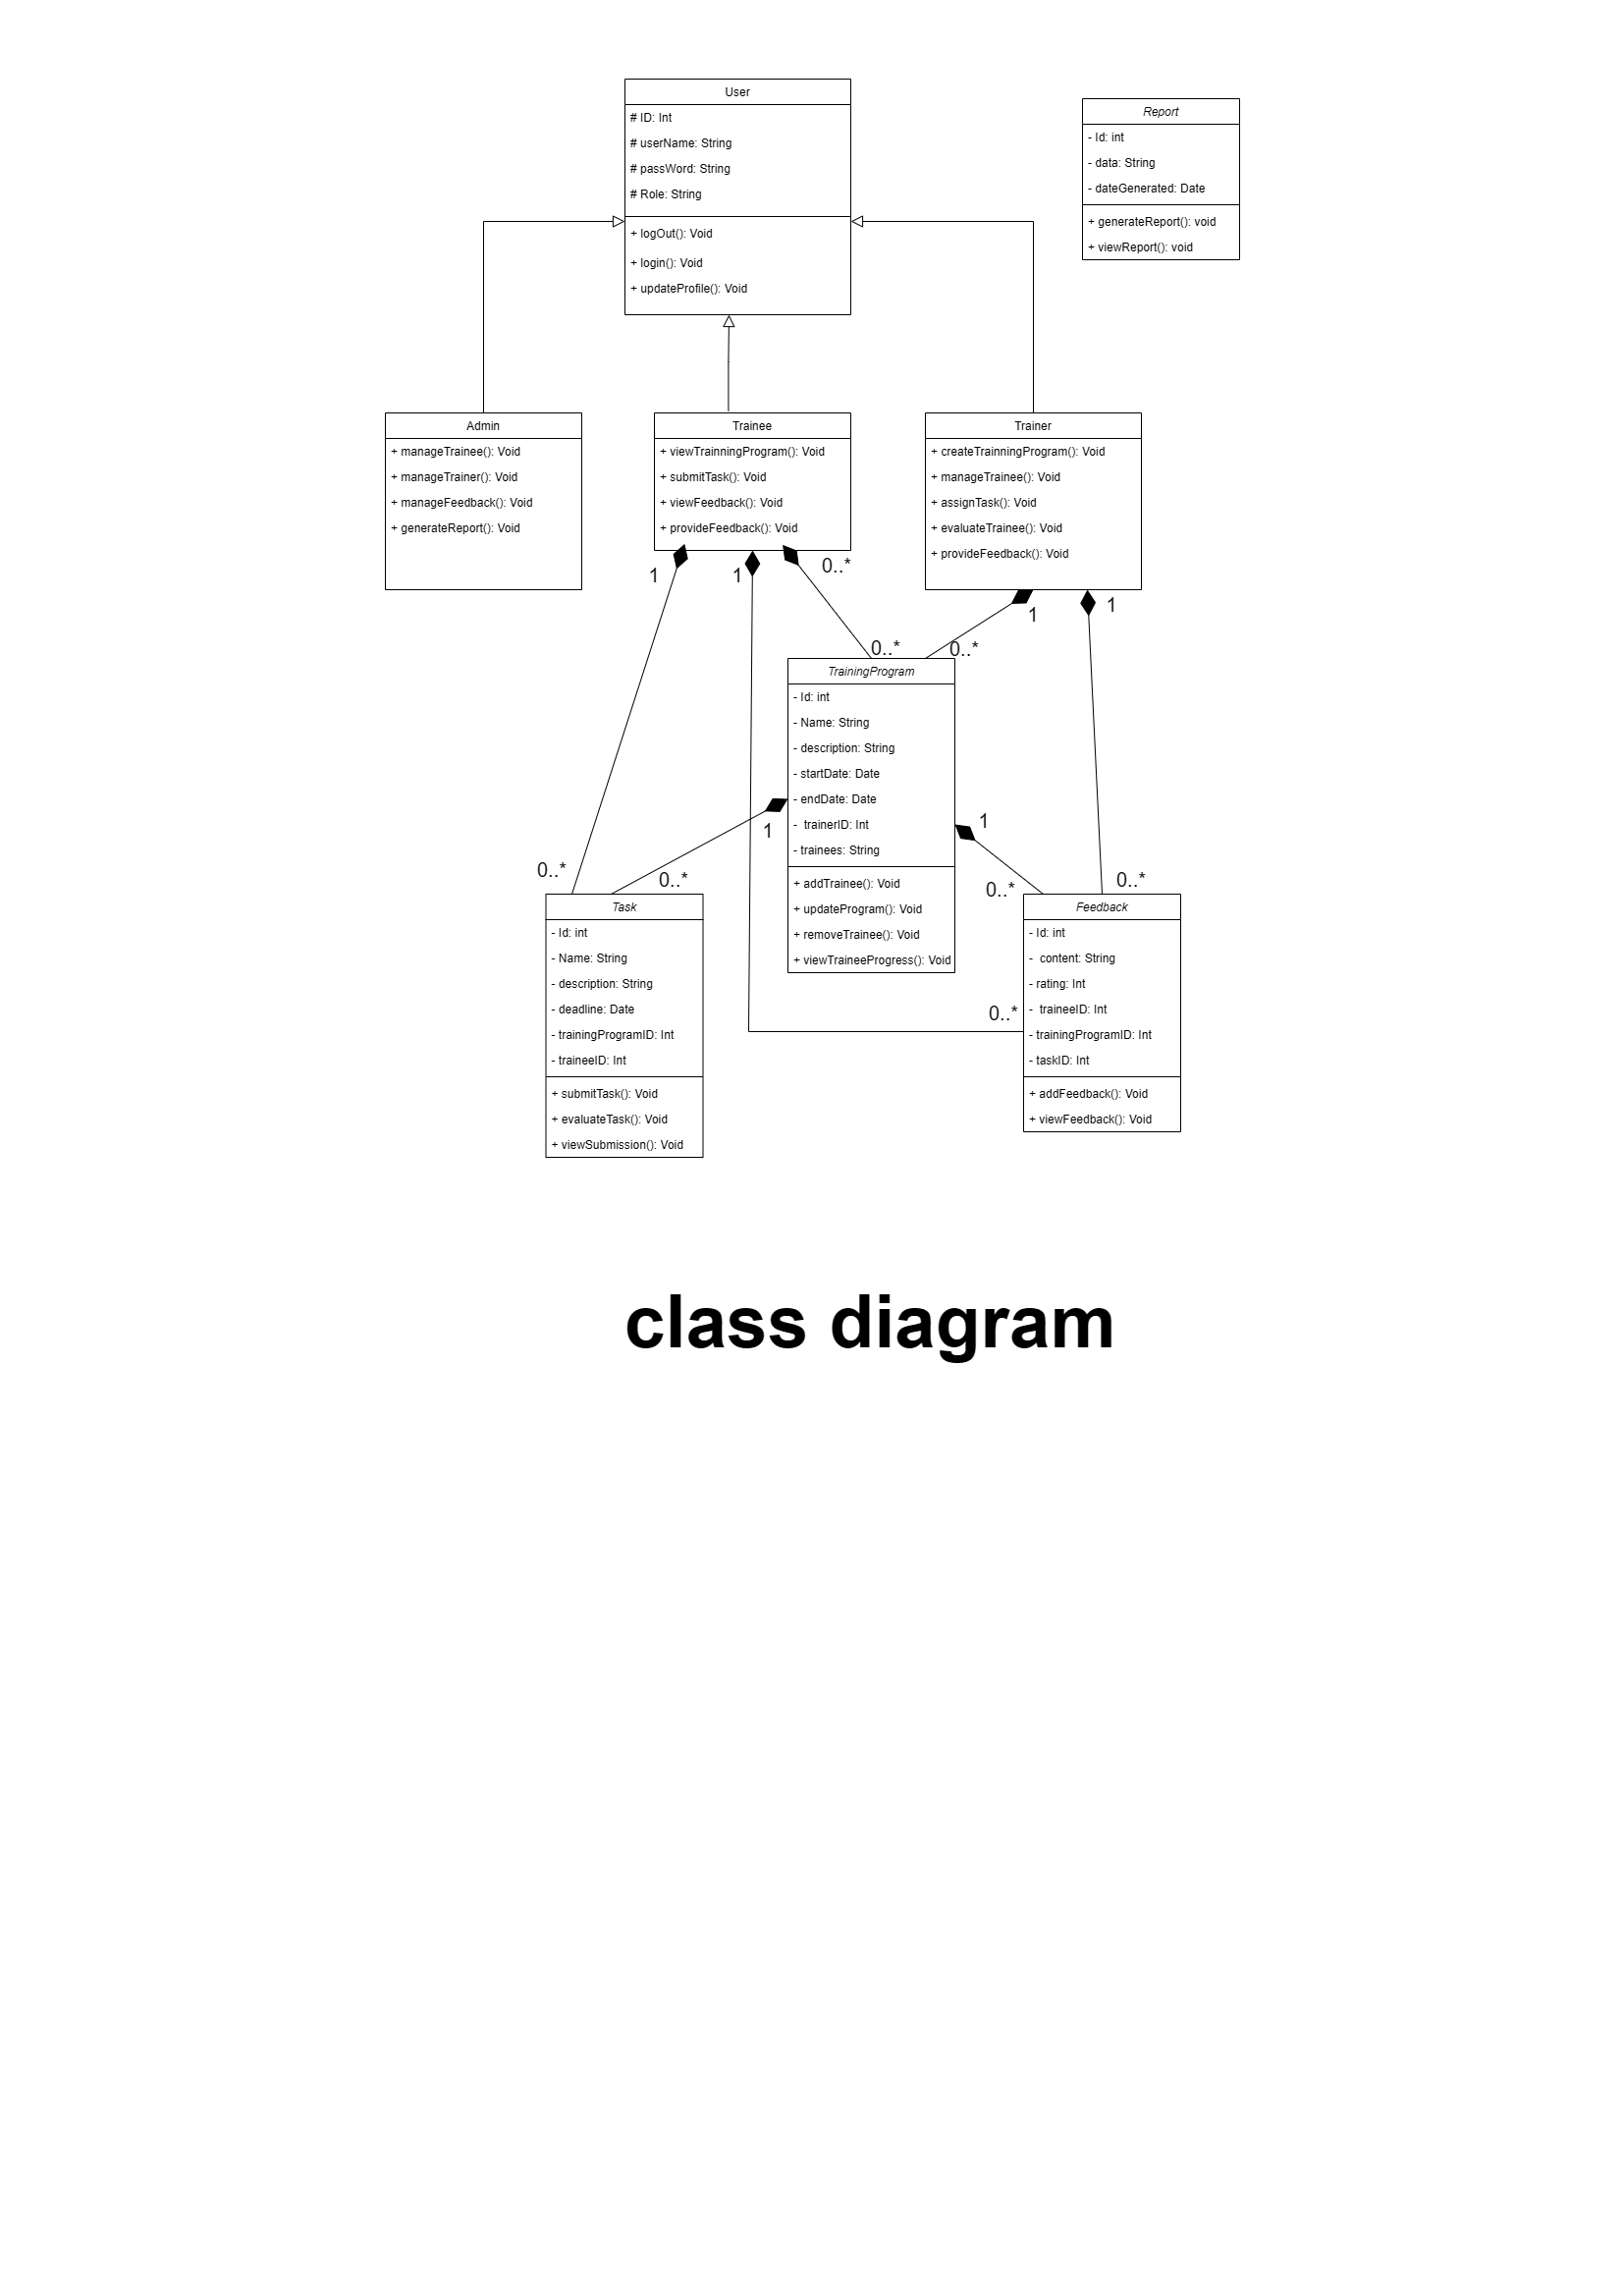 User
# ID: Int
# userName: String
# passWord: String
# Role: String
+ logOut(): Void
+ login(): Void
+ updateProfile(): Void
Report
- Id: int
- data: String
- dateGenerated: Date
+ generateReport(): void
+ viewReport(): void
Admin
+ manageTrainee(): Void
+ manageTrainer(): Void
+ manageFeedback(): Void
+ generateReport(): Void
Trainee
+ viewTrainningProgram(): Void
+ submitTask(): Void
+ viewFeedback(): Void
+ provideFeedback(): Void
Trainer
+ createTrainningProgram(): Void
+ manageTrainee(): Void
+ assignTask(): Void
+ evaluateTrainee(): Void
+ provideFeedback(): Void
1
1
0..*
1
1
0..*
0..*
TrainingProgram
- Id: int
- Name: String
- description: String
- startDate: Date
- endDate: Date
- trainerID: Int
- trainees: String
+ addTrainee(): Void
+ updateProgram(): Void
+ removeTrainee(): Void
+ viewTraineeProgress(): Void
1
1
0..*
0..*
0..*
0..*
0..*
Task
- Id: int
- Name: String
- description: String
- deadline: Date
- trainingProgramID: Int
- traineeID: Int
+ submitTask(): Void
+ evaluateTask(): Void
+ viewSubmission(): Void
Feedback
- Id: int
- content: String
- rating: Int
- traineeID: Int
- trainingProgramID: Int
- taskID: Int
+ addFeedback(): Void
+ viewFeedback(): Void
class diagram